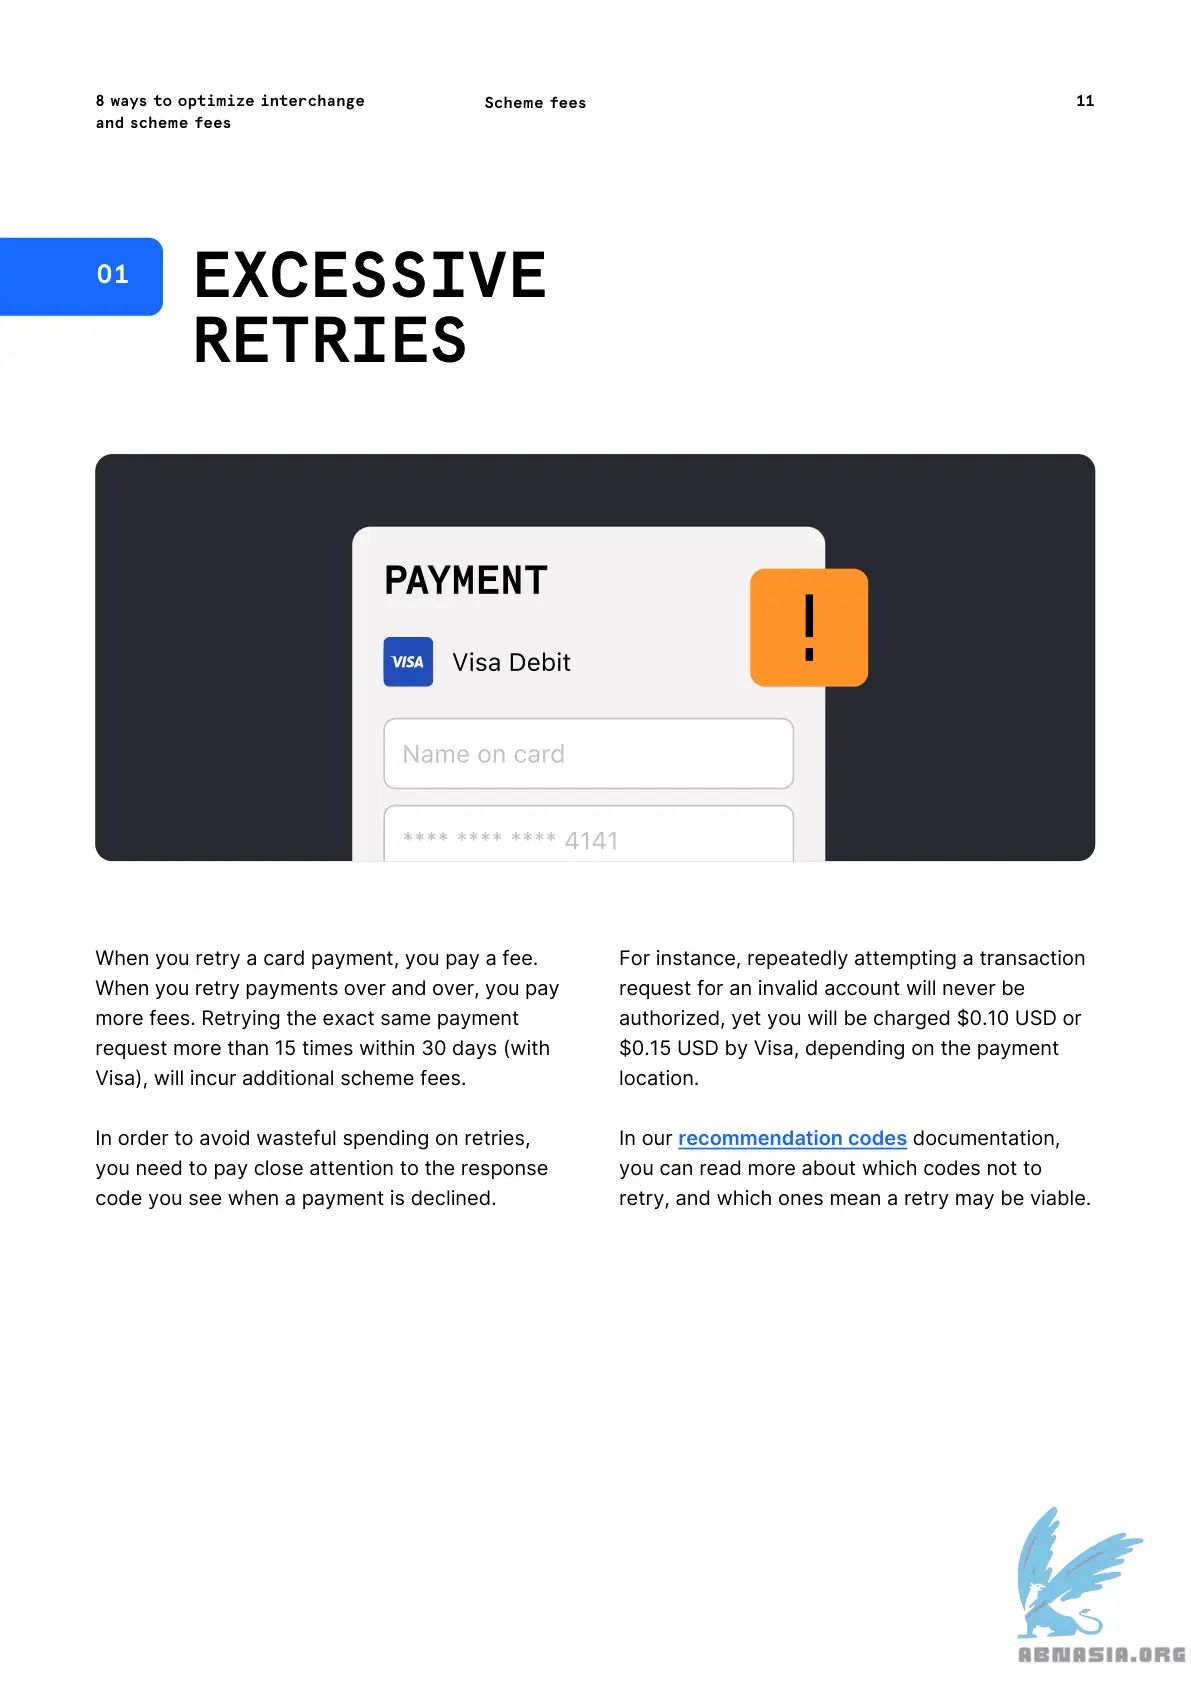 8 ways to optimize interchange
and scheme fees
Scheme fees
11
01
EXCESSIVE
RETRIES
PAYMENT
!
VISA
Visa Debit
Name on card
**** **** **** 4141
When you retry a card payment, you pay a fee.
When you retry payments over and over, you pay
more fees. Retrying the exact same payment
request more than 15 times within 30 days (with
Visa), will incur additional scheme fees.
In order to avoid wasteful spending on retries,
you need to pay close attention to the response
code you see when a payment is declined.
For instance, repeatedly attempting a transaction
request for an invalid account will never be
authorized, yet you will be charged $0.10 USD or
$0.15 USD by Visa, depending on the payment
location.
In our recommendation codes documentation,
you can read more about which codes not to
retry, and which ones mean a retry may be viable.
ABNASIA.ORG